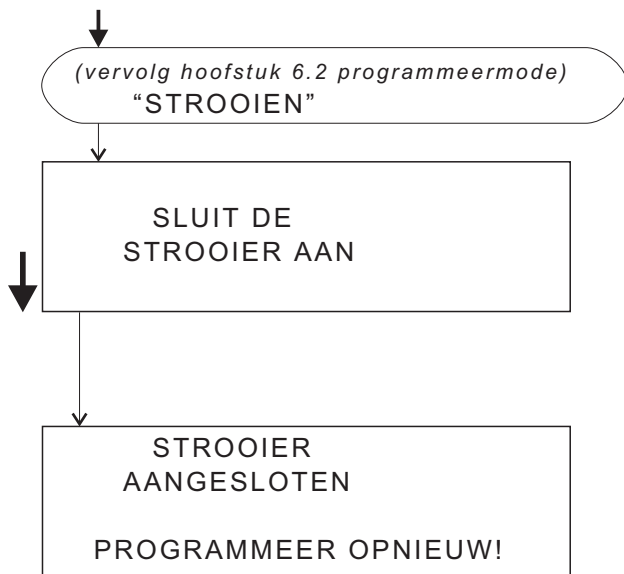 (vervolg hoofstuk 6.2 programmeermode)
“STROOIEN”
SLUIT DE
STROOIER AAN
STROOIER
AANGESLOTEN
PROGRAMMEER OPNIEUW!